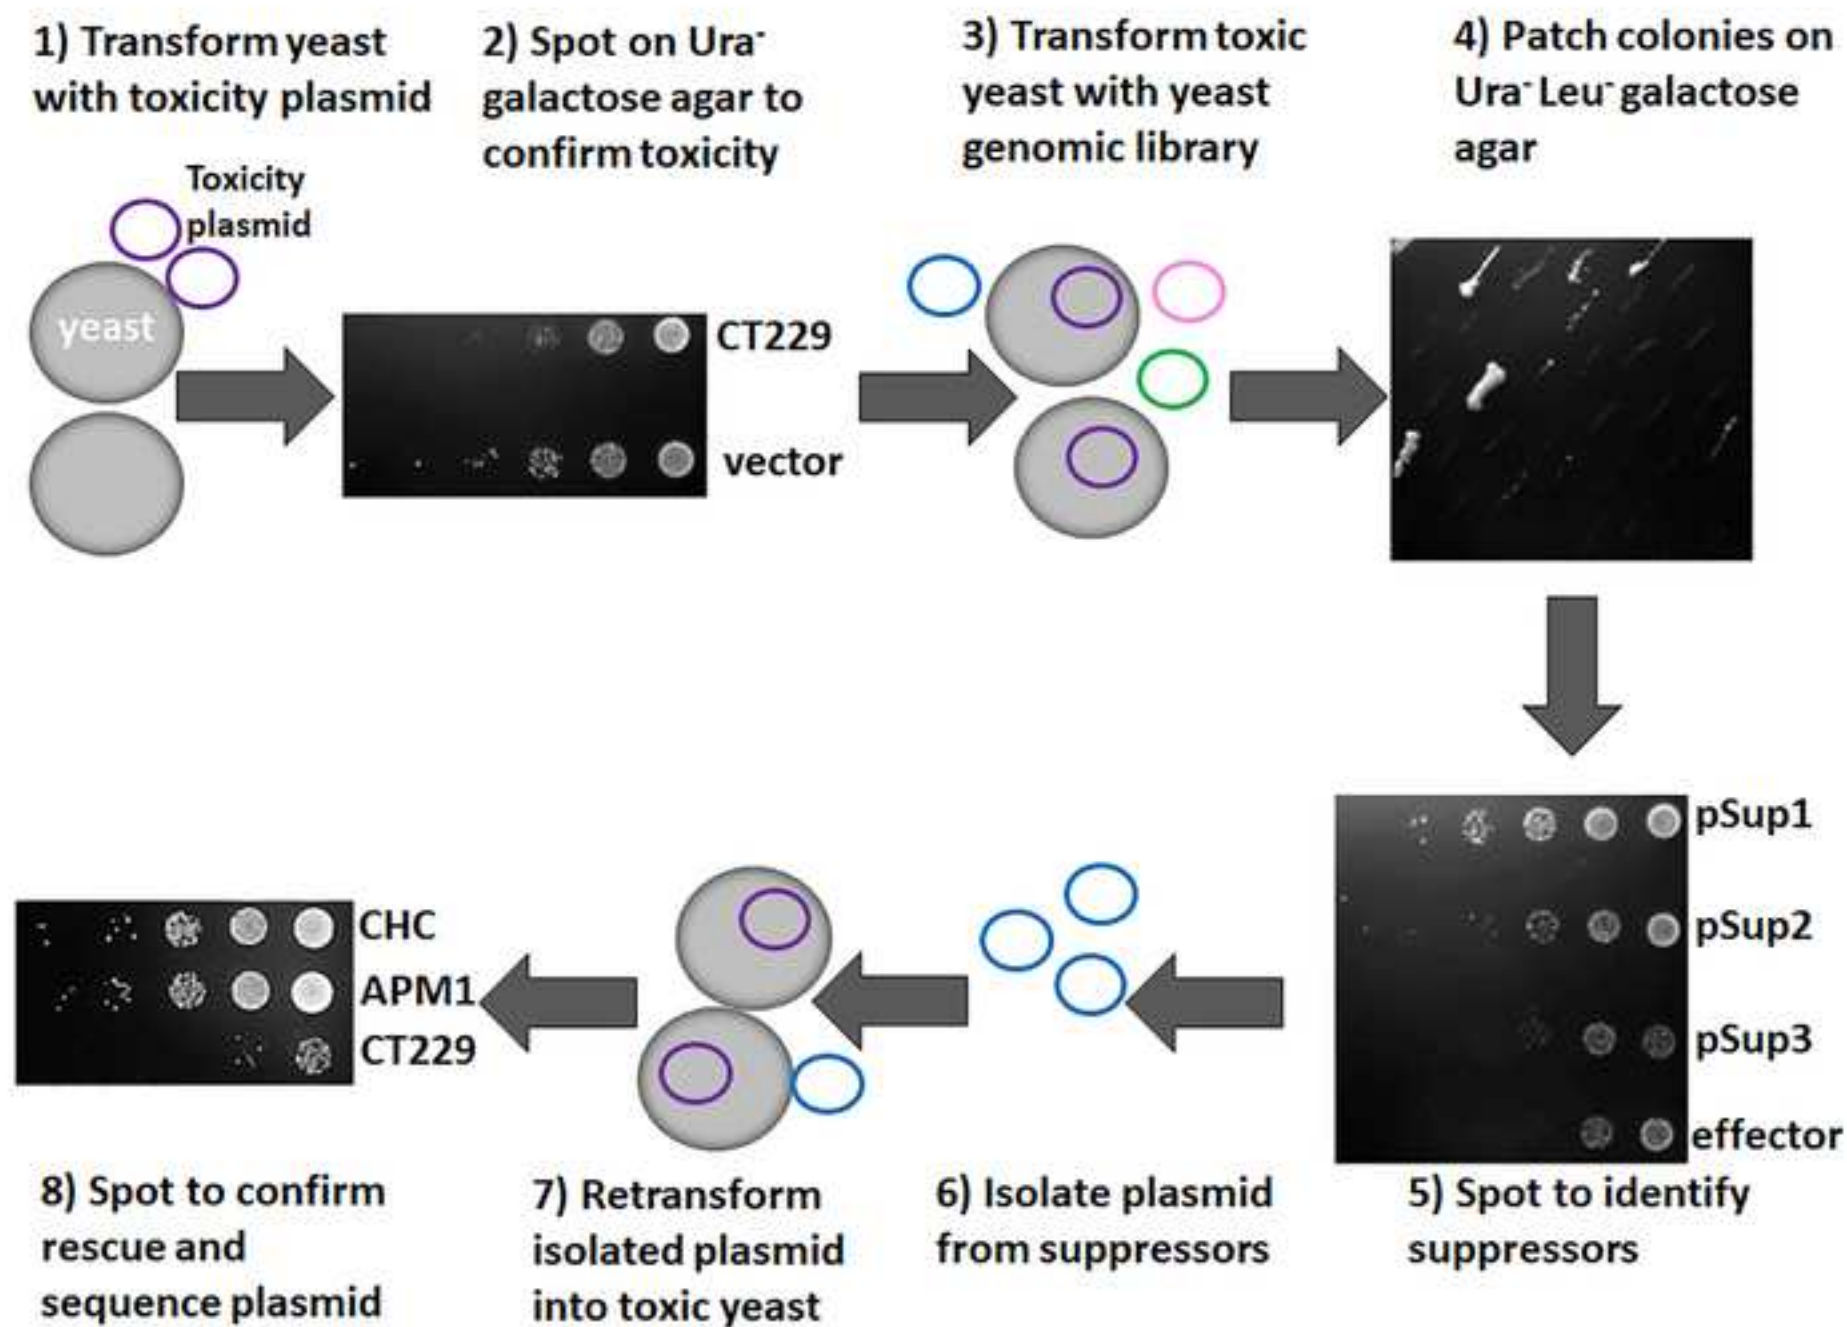 1) Transform yeast
with toxicity plasmid
2) Spot on Ura⁻
galactose agar to
confirm toxicity
3) Transform toxic
yeast with yeast
genomic library
4) Patch colonies on
Ura⁻ Leu⁻ galactose
agar
Toxicity
plasmid
yeast
CT229
vector
pSup1
pSup2
pSup3
effector
5) Spot to identify
suppressors
6) Isolate plasmid
from suppressors
7) Retransform
isolated plasmid
into toxic yeast
CHC
APM1
CT229
8) Spot to confirm
rescue and
sequence plasmid